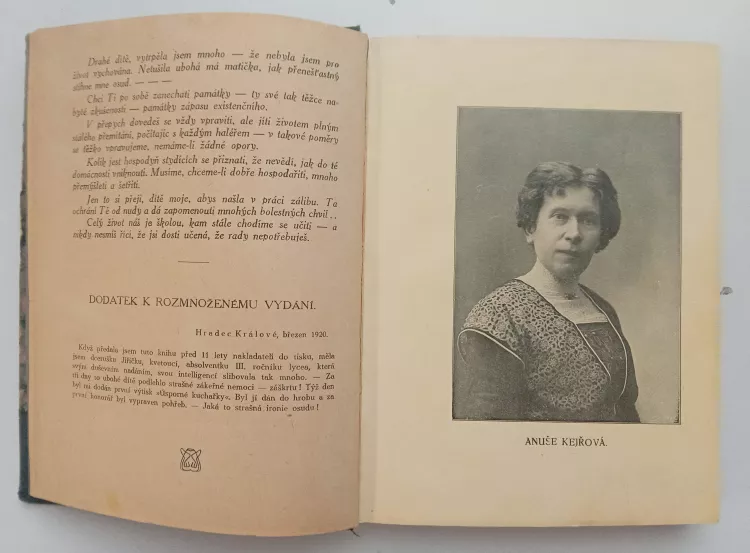 Drahé dítě, vytrpěla jsem mnoho — že nebyla jsem pro
život vychována. Netušila ubohá má matička, jak přenešťastný
stihne mne osud. — — —
Chci Ti po sobě zanechati památky — ty své tak těžce na-
byté zkušenosti — památky zápasu existenčního.
V přepych dovedeš se vždy vpraviti, ale jíti životem plným
stálého přemítání, počítajíc s každým haléřem — v takové poměry
se těžko vpravujeme, nemáme-li žádné opory.
Kolik jest hospodyň stydících se přiznati, že nevědí, jak do té
domácnosti vniknouti. Musíme, chceme-li dobře hospodařiti, mnoho
přemýšleti a šetřiti.
Jen to si přeji, dítě moje, abys našla v práci zálibu. Ta
ochrání Tě od nudy a dá zapomenouti mnohých bolestných chvil . .
Celý život náš je školou, kam stále chodíme se učiti — a
nikdy nesmíš říci, že jsi dosti učená, že rady nepotřebuješ.
DODATEK K ROZMNOŽENÉMU VYDÁNÍ.
Hradec Králové, březen 1920.
Když předala jsem tuto knihu před 11 lety nakladateli do tisku, měla
jsem dcerušku Jiřičku, kvetoucí, absolventku III. ročníku lycea, která
svým duševním nadáním, svou inteligencí slibovala tak mnoho. — Za
tři dny se ubohé dítě podlehlo strašné zákeřné nemoci — záškrtu! Týž den
byl mi dodán první výtisk «Úsporné kuchařky». Byl jí dán do hrobu a za
první honorář byl vypraven pohřeb. — Jaká to strašná ironie osudu!
ANUŠE KEJŘOVÁ.